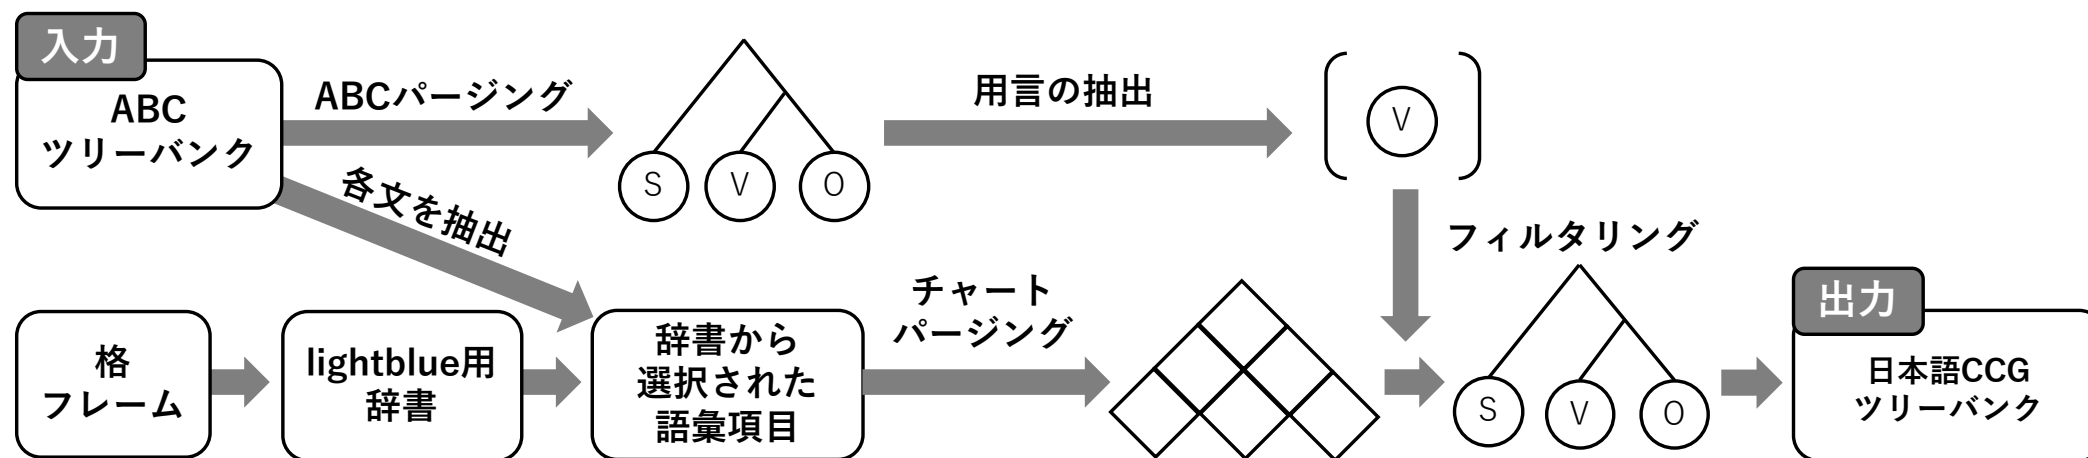 入力
ABC
ツリーバンク
ABCパージング
S
V
O
用言の抽出
V
各文を抽出
フィルタリング
格
フレーム
lightblue用
辞書
辞書から
選択された
語彙項目
チャート
パージング
S
V
O
出力
日本語CCG
ツリーバンク